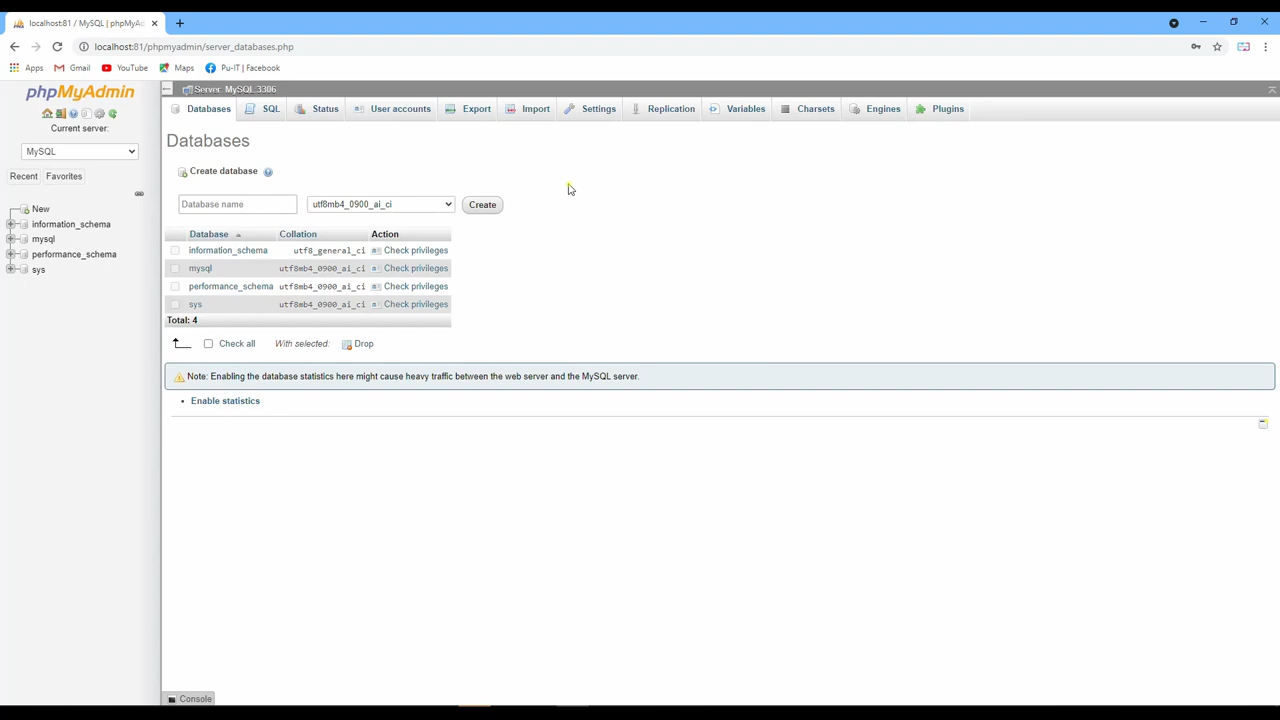 localhost:81 / MySQL | phpMyAd
localhost:81/phpmyadmin/server_databases.php
Apps Gmail YouTube Maps Pu-IT | Facebook
phpMyAdmin
Current server:
MySQL
Recent Favorites
New
information_schema
mysql
performance_schema
sys
Server: MySQL:3306
Databases SQL Status User accounts Export Import Settings Replication Variables Charsets Engines Plugins
Databases
Create database
Database name utf8mb4_0900_ai_ci Create
Database Collation Action
information_schema utf8_general_ci Check privileges
mysql utf8mb4_0900_ai_ci Check privileges
performance_schema utf8mb4_0900_ai_ci Check privileges
sys utf8mb4_0900_ai_ci Check privileges
Total: 4
Check all With selected: Drop
Note: Enabling the database statistics here might cause heavy traffic between the web server and the MySQL server.
Enable statistics
Console